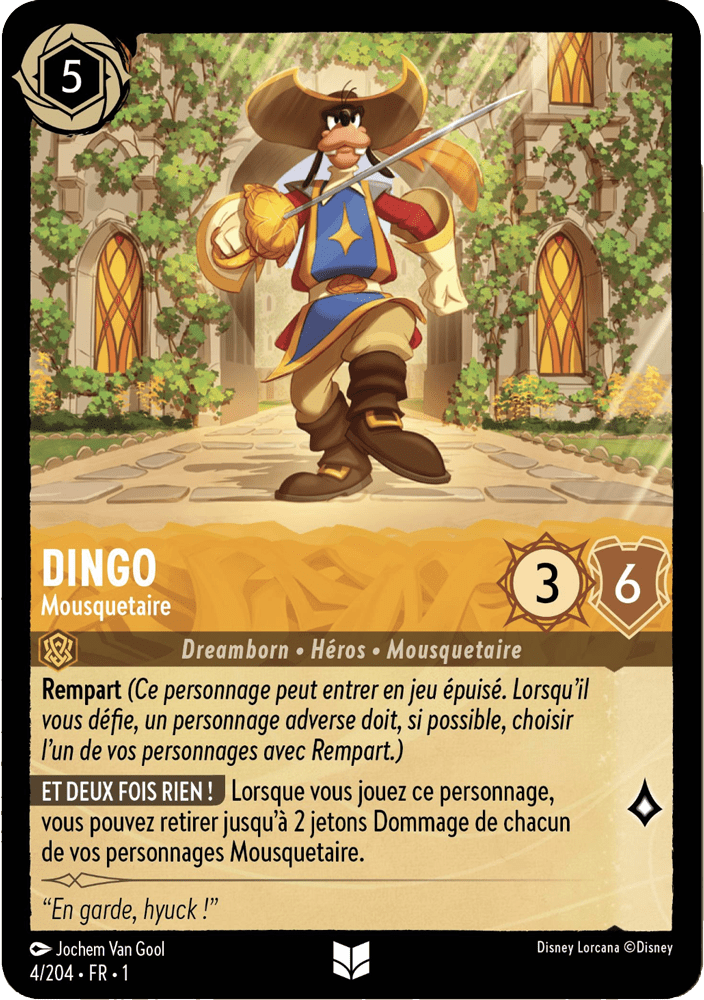 5
DINGO
Mousquetaire
3
6
Dreamborn • Héros • Mousquetaire
Rempart (Ce personnage peut entrer en jeu épuisé. Lorsqu'il
vous défie, un personnage adverse doit, si possible, choisir
l'un de vos personnages avec Rempart.)
ET DEUX FOIS RIEN ! Lorsque vous jouez ce personnage,
vous pouvez retirer jusqu'à 2 jetons Dommage de chacun
de vos personnages Mousquetaire.
“En garde, hyuck !”
Jochem Van Gool
Disney Lorcana ©Disney
4/204 • FR • 1